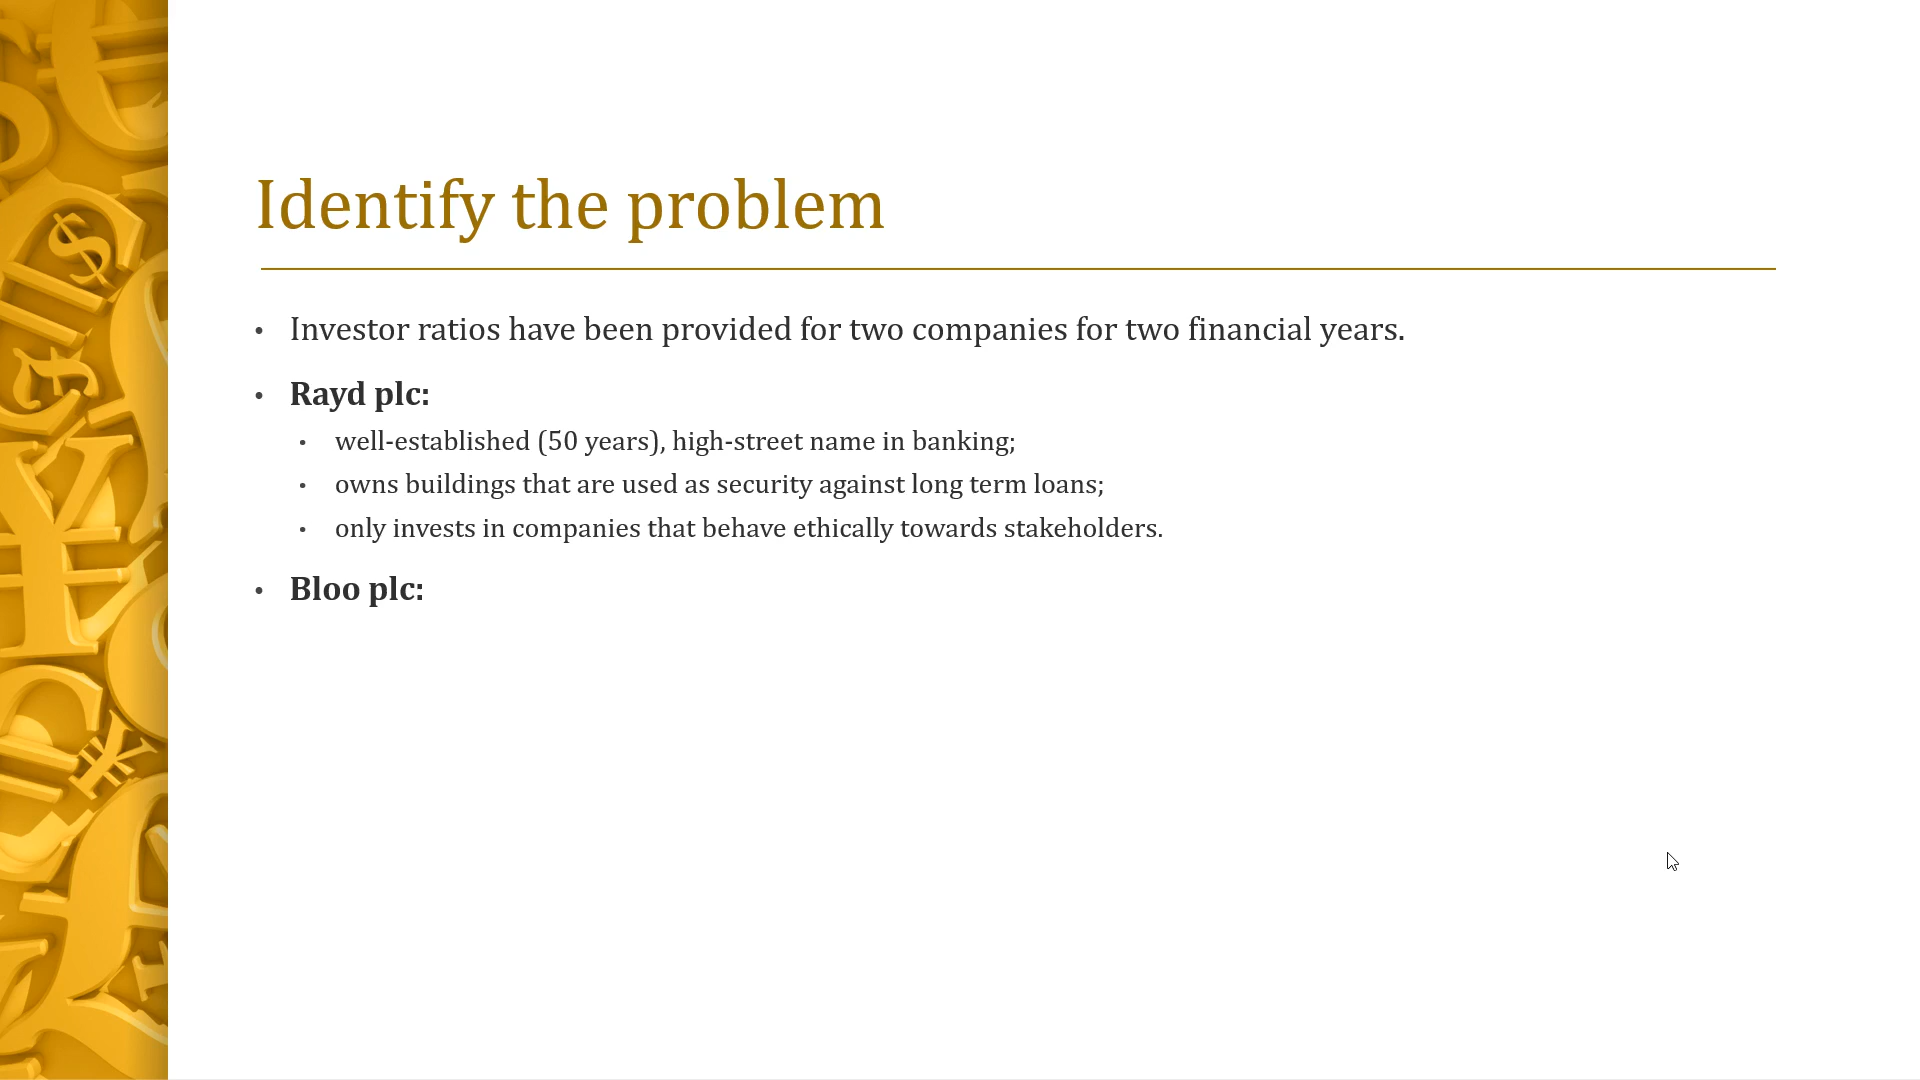 Identify the problem
• Investor ratios have been provided for two companies for two financial years.
• Rayd plc:
• well-established (50 years), high-street name in banking;
• owns buildings that are used as security against long term loans;
• only invests in companies that behave ethically towards stakeholders.
• Bloo plc: